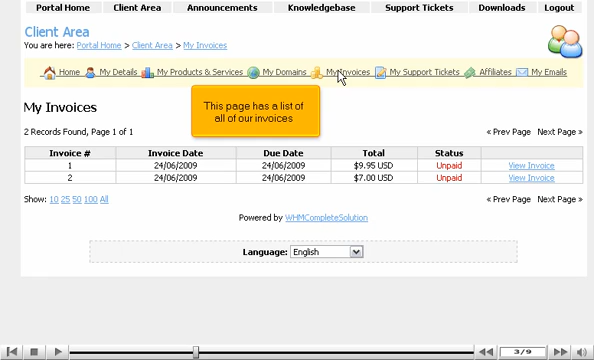 Portal Home Client Area Announcements Knowledgebase Support Tickets Downloads Logout
Client Area
You are here: Portal Home > Client Area > My Invoices
Home My Details My Products & Services My Domains My Invoices My Support Tickets Affiliates My Emails
My Invoices
This page has a list of
all of our invoices
2 Records Found, Page 1 of 1 « Prev Page Next Page »
Invoice # Invoice Date Due Date Total Status
1 24/06/2009 24/06/2009 $9.95 USD Unpaid View Invoice
2 24/06/2009 24/06/2009 $7.00 USD Unpaid View Invoice
Show: 10 25 50 100 All « Prev Page Next Page »
Powered by WHMCompleteSolution
Language: English
3/9